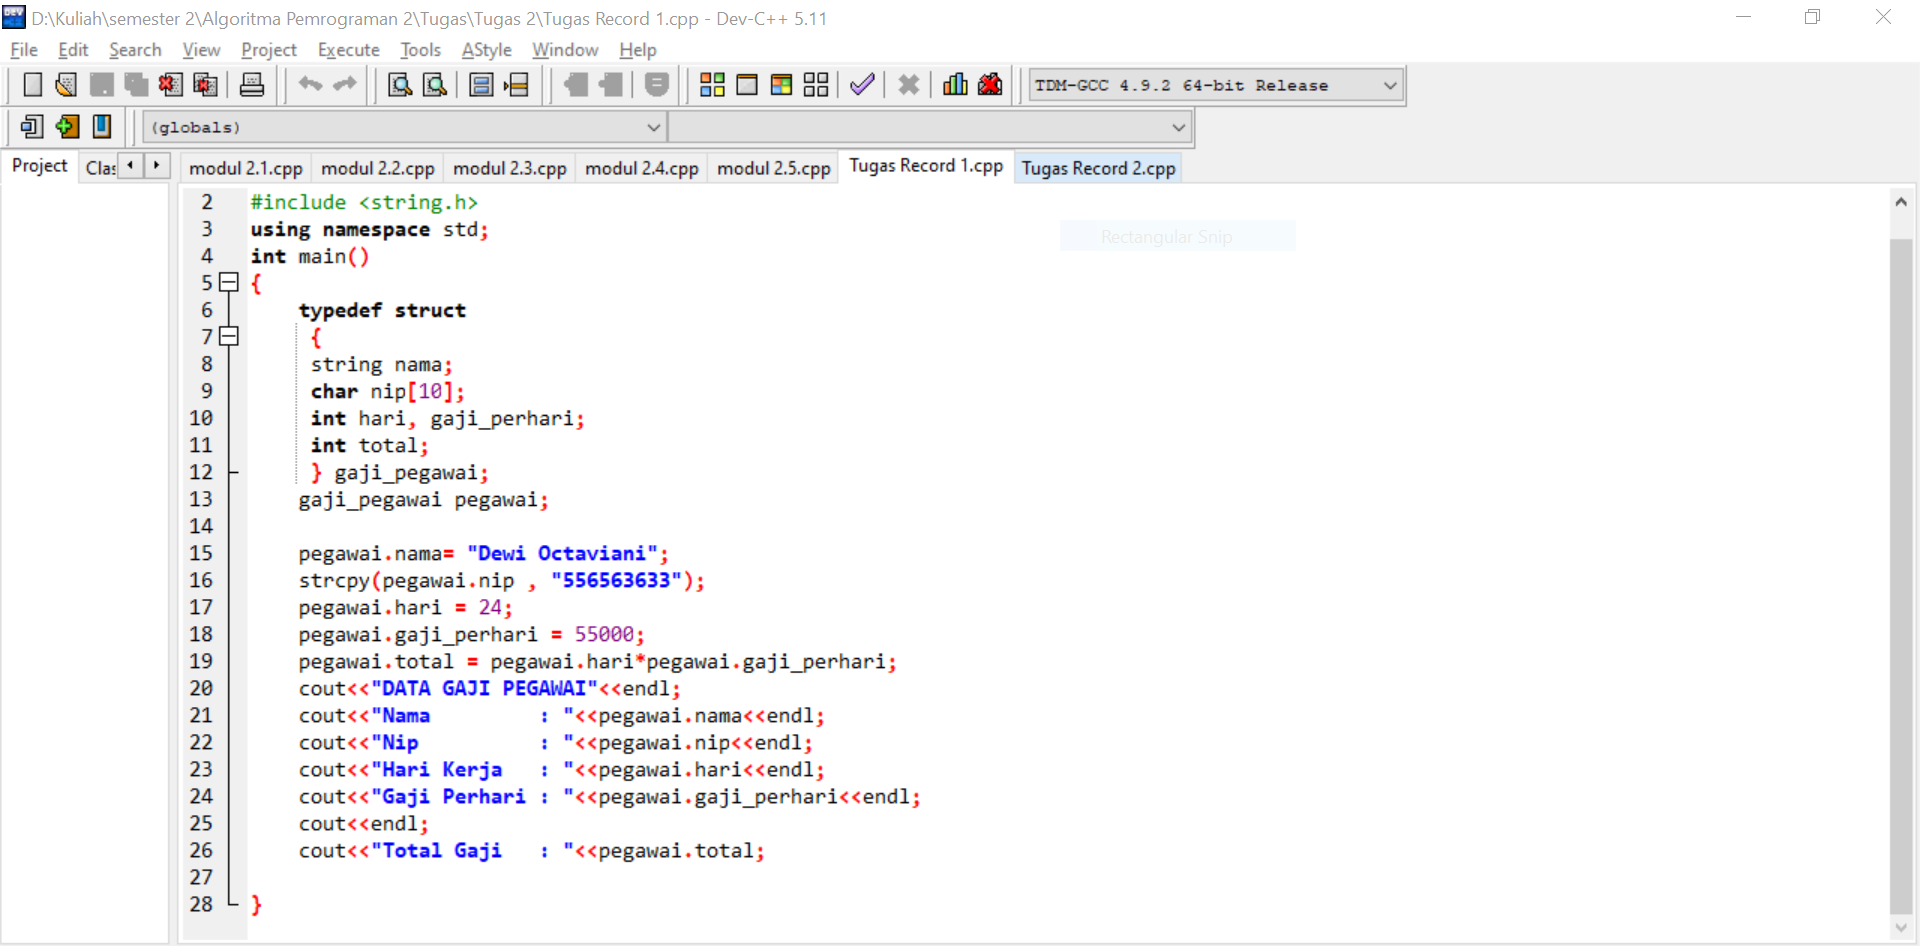 D:\Kuliah\semester 2\Algoritma Pemrograman 2\Tugas\Tugas 2\Tugas Record 1.cpp - Dev-C++ 5.11
File Edit Search View Project Execute Tools AStyle Window Help
TDM-GCC 4.9.2 64-bit Release
(globals)
Project Clas modul 2.1.cpp modul 2.2.cpp modul 2.3.cpp modul 2.4.cpp modul 2.5.cpp Tugas Record 1.cpp Tugas Record 2.cpp
Rectangular Snip
2 #include <string.h>
3 using namespace std;
4 int main()
5 {
6 typedef struct
7 {
8 string nama;
9 char nip[10];
10 int hari, gaji_perhari;
11 int total;
12 } gaji_pegawai;
13 gaji_pegawai pegawai;
14
15 pegawai.nama= "Dewi Octaviani";
16 strcpy(pegawai.nip , "556563633");
17 pegawai.hari = 24;
18 pegawai.gaji_perhari = 55000;
19 pegawai.total = pegawai.hari*pegawai.gaji_perhari;
20 cout<<"DATA GAJI PEGAWAI"<<endl;
21 cout<<"Nama         : "<<pegawai.nama<<endl;
22 cout<<"Nip          : "<<pegawai.nip<<endl;
23 cout<<"Hari Kerja   : "<<pegawai.hari<<endl;
24 cout<<"Gaji Perhari : "<<pegawai.gaji_perhari<<endl;
25 cout<<endl;
26 cout<<"Total Gaji   : "<<pegawai.total;
27
28 }